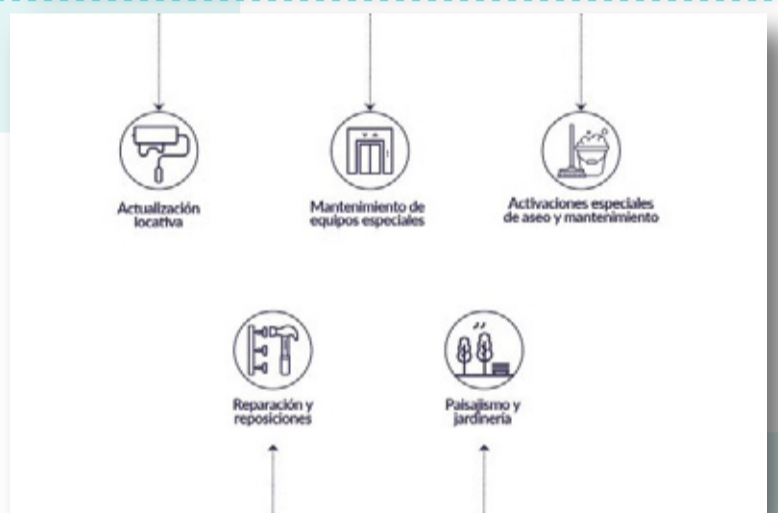 Actualización
locativa
Mantenimiento de
equipos especiales
Activaciones especiales
de aseo y mantenimiento
Reparación y
reposiciones
Paisajismo y
jardinería